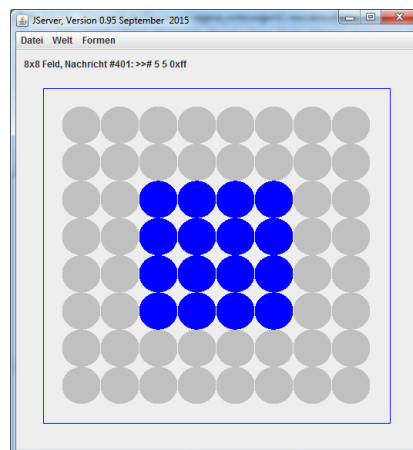 JServer, Version 0.95 September 2015
Datei Welt Formen
8x8 Feld, Nachricht #401: >># 5 5 0xff